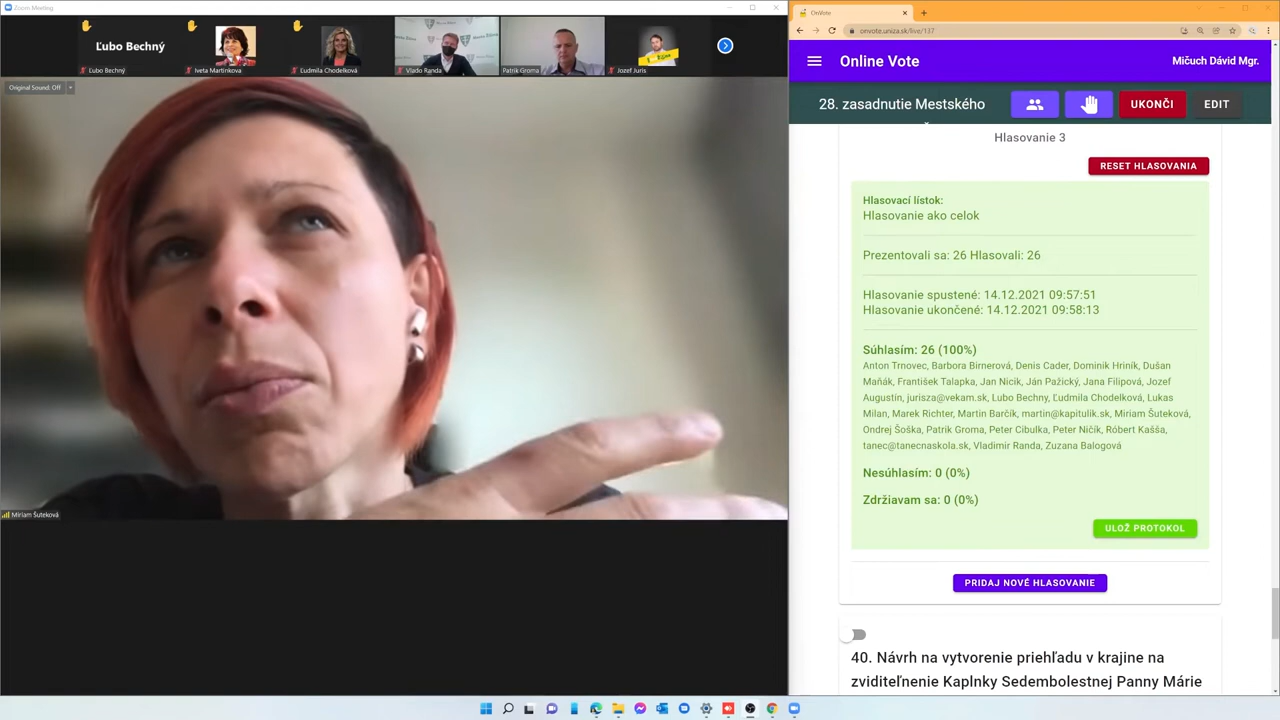 Zoom Meeting
Ľubo Bechný
Ľubo Bechný
Iveta Martinkova
Ľudmila Chodelková
Vlado Randa
Patrik Groma
Jozef Juris
Original Sound: Off
Miriam Šuteková
OnVote
onvote.uniza.sk/live/137
Online Vote
Mičuch Dávid Mgr.
28. zasadnutie Mestského
UKONČI
EDIT
Hlasovanie 3
RESET HLASOVANIA
Hlasovací lístok:
Hlasovanie ako celok
Prezentovali sa: 26 Hlasovali: 26
Hlasovanie spustené: 14.12.2021 09:57:51
Hlasovanie ukončené: 14.12.2021 09:58:13
Súhlasím: 26 (100%)
Anton Trnovec, Barbora Birnerová, Denis Cader, Dominik Hriník, Dušan
Maňák, František Talapka, Jan Nicik, Ján Pažický, Jana Filipová, Jozef
Augustín, jurisza@vekam.sk, Lubo Bechny, Ľudmila Chodelková, Lukas
Milan, Marek Richter, Martin Barčík, martin@kapitulik.sk, Miriam Šuteková,
Ondrej Šoška, Patrik Groma, Peter Cibulka, Peter Ničík, Róbert Kašša,
tanec@tanecnaskola.sk, Vladimir Randa, Zuzana Balogová
Nesúhlasím: 0 (0%)
Zdržiavam sa: 0 (0%)
ULOŽ PROTOKOL
PRIDAJ NOVÉ HLASOVANIE
40. Návrh na vytvorenie priehľadu v krajine na
zviditeľnenie Kaplnky Sedembolestnej Panny Márie